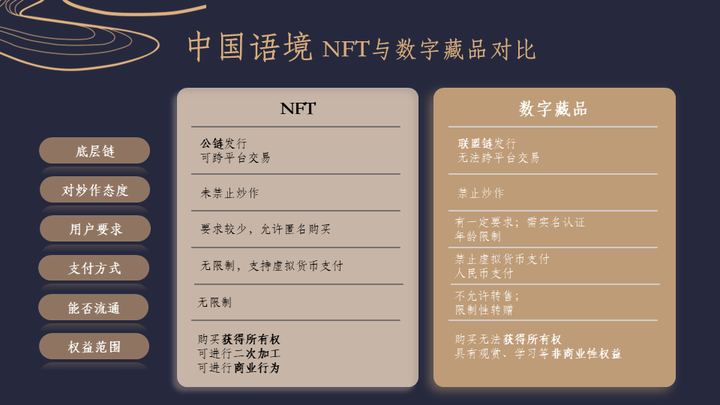 中国语境 NFT与数字藏品对比
NFT
数字藏品
底层链
公链发行
可跨平台交易
联盟链发行
无法跨平台交易
对炒作态度
未禁止炒作
禁止炒作
用户要求
要求较少，允许匿名购买
有一定要求；需实名认证
年龄限制
支付方式
无限制，支持虚拟货币支付
禁止虚拟货币支付
人民币支付
能否流通
无限制
不允许转售；
限制性转赠
权益范围
购买获得所有权
可进行二次加工
可进行商业行为
购买无法获得所有权
具有观赏、学习等非商业性权益